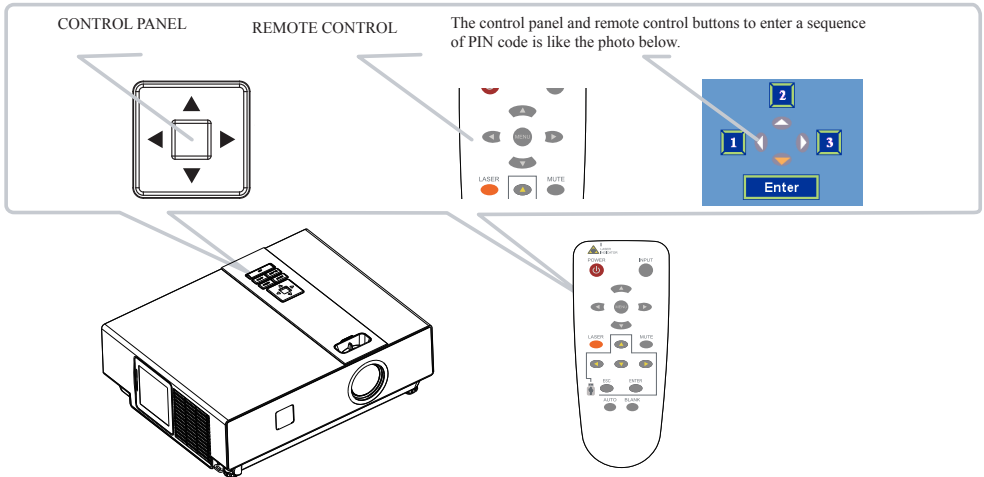 CONTROL PANEL
REMOTE CONTROL
The control panel and remote control buttons to enter a sequence
of PIN code is like the photo below.
MENU
LASER
MUTE
2
1
3
Enter
POWER
INPUT
MENU
LASER
MUTE
ESC
ENTER
AUTO
BLANK